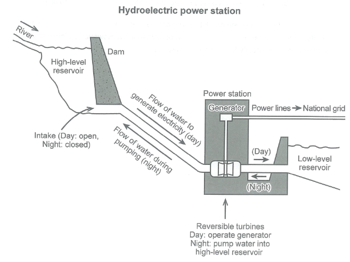 Hydroelectric power station
River
Dam
High-level
reservoir
Intake (Day: open,
Night: closed)
Flow of water to
generate electricity (day)
Flow of water during
pumping (night)
Power station
Generator
Power lines → National grid
(Day)
(Night)
Low-level
reservoir
Reversible turbines
Day: operate generator
Night: pump water into
high-level reservoir